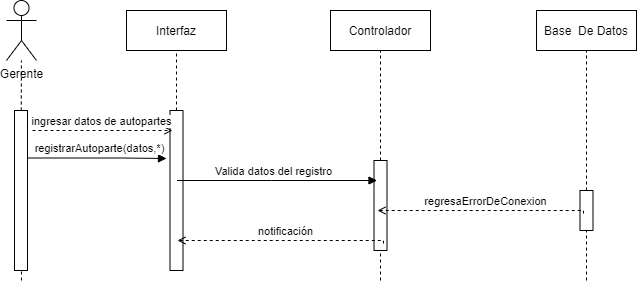 Interfaz
Controlador
Base De Datos
Gerente
ingresar datos de autopartes
registrarAutoparte(datos,*)
Valida datos del registro
regresaErrorDeConexion
notificación